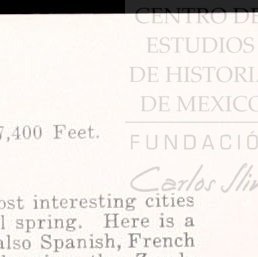 CENTRO DE
ESTUDIOS
DE HISTORI
DE MEXICO
FUNDACIÓ
Carlos Slim
7,400 Feet.
ost interesting cities
l spring. Here is a
also Spanish, French